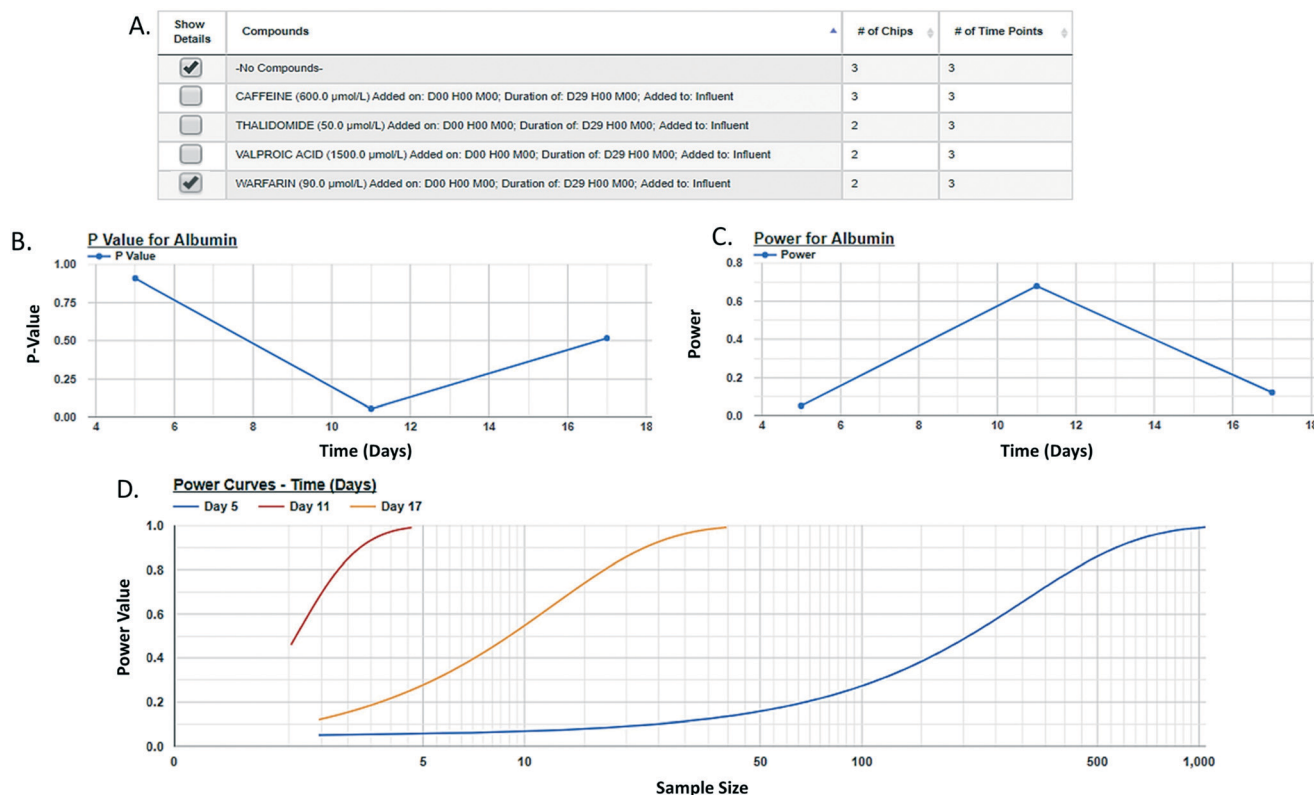 A.
Show Details Compounds # of Chips # of Time Points
-No Compounds- 3 3
CAFFEINE (600.0 µmol/L) Added on: D00 H00 M00; Duration of: D29 H00 M00; Added to: Influent 3 3
THALIDOMIDE (50.0 µmol/L) Added on: D00 H00 M00; Duration of: D29 H00 M00; Added to: Influent 2 3
VALPROIC ACID (1500.0 µmol/L) Added on: D00 H00 M00; Duration of: D29 H00 M00; Added to: Influent 2 3
WARFARIN (90.0 µmol/L) Added on: D00 H00 M00; Duration of: D29 H00 M00; Added to: Influent 2 3
B.
P Value for Albumin
P Value
P-Value
1.00
0.75
0.50
0.25
0.00
4 6 8 10 12 14 16 18
Time (Days)
C.
Power for Albumin
Power
Power
0.8
0.6
0.4
0.2
0.0
4 6 8 10 12 14 16 18
Time (Days)
D.
Power Curves - Time (Days)
Day 5 Day 11 Day 17
Power Value
1.0
0.8
0.6
0.4
0.2
0.0
0 5 10 50 100 500 1,000
Sample Size